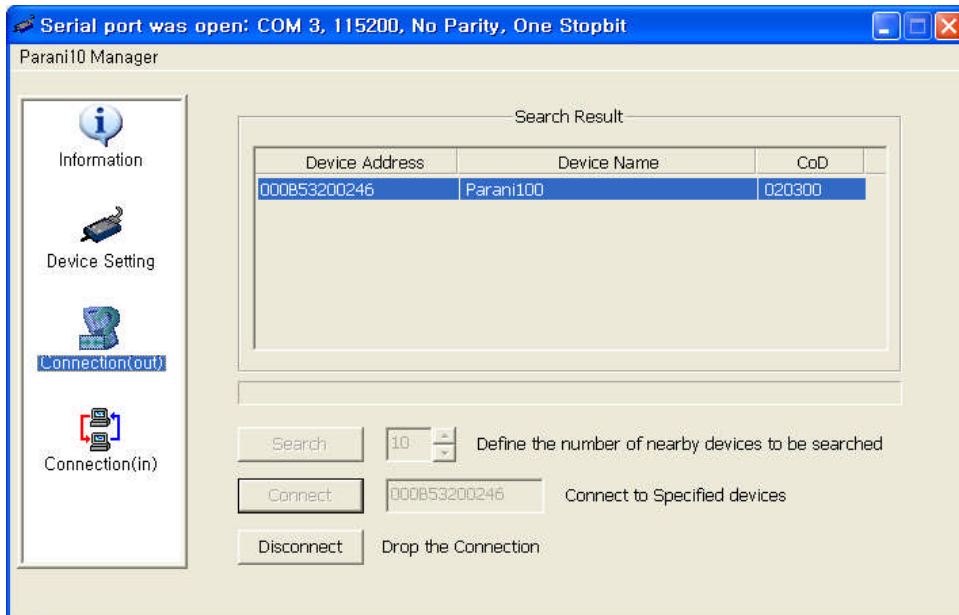 Serial port was open: COM 3, 115200, No Parity, One Stopbit
Parani10 Manager
Information
Device Setting
Connection(out)
Connection(in)
Search Result
Device Address Device Name CoD
000B53200246 Parani100 020300
Search 10 Define the number of nearby devices to be searched
Connect 000B53200246 Connect to Specified devices
Disconnect Drop the Connection